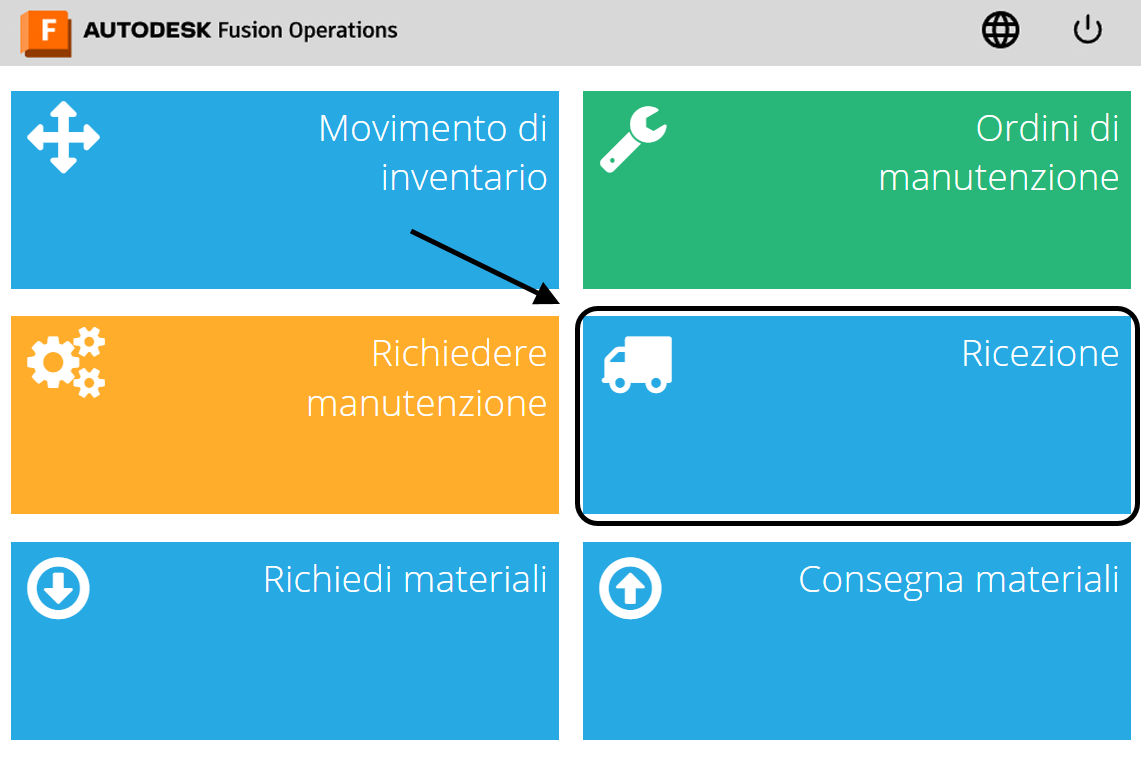 F AUTODESK Fusion Operations
Movimento di
inventario
Ordini di
manutenzione
Richiedere
manutenzione
Ricezione
Richiedi materiali
Consegna materiali